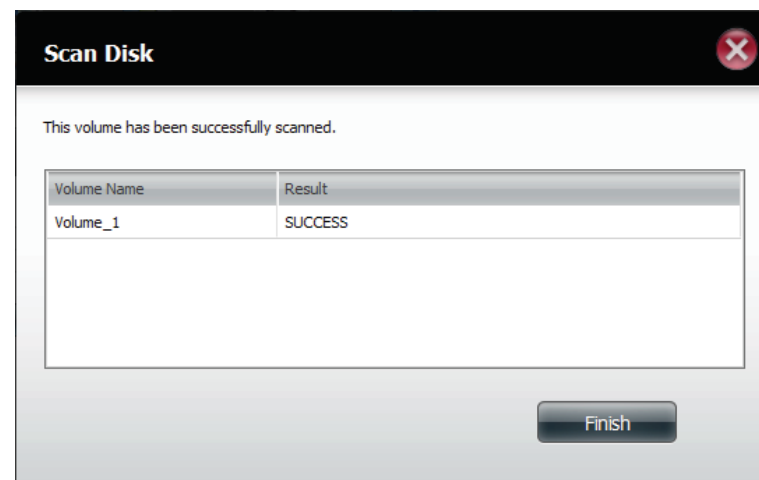 Scan Disk
This volume has been successfully scanned.
Volume Name Result
Volume_1 SUCCESS
Finish